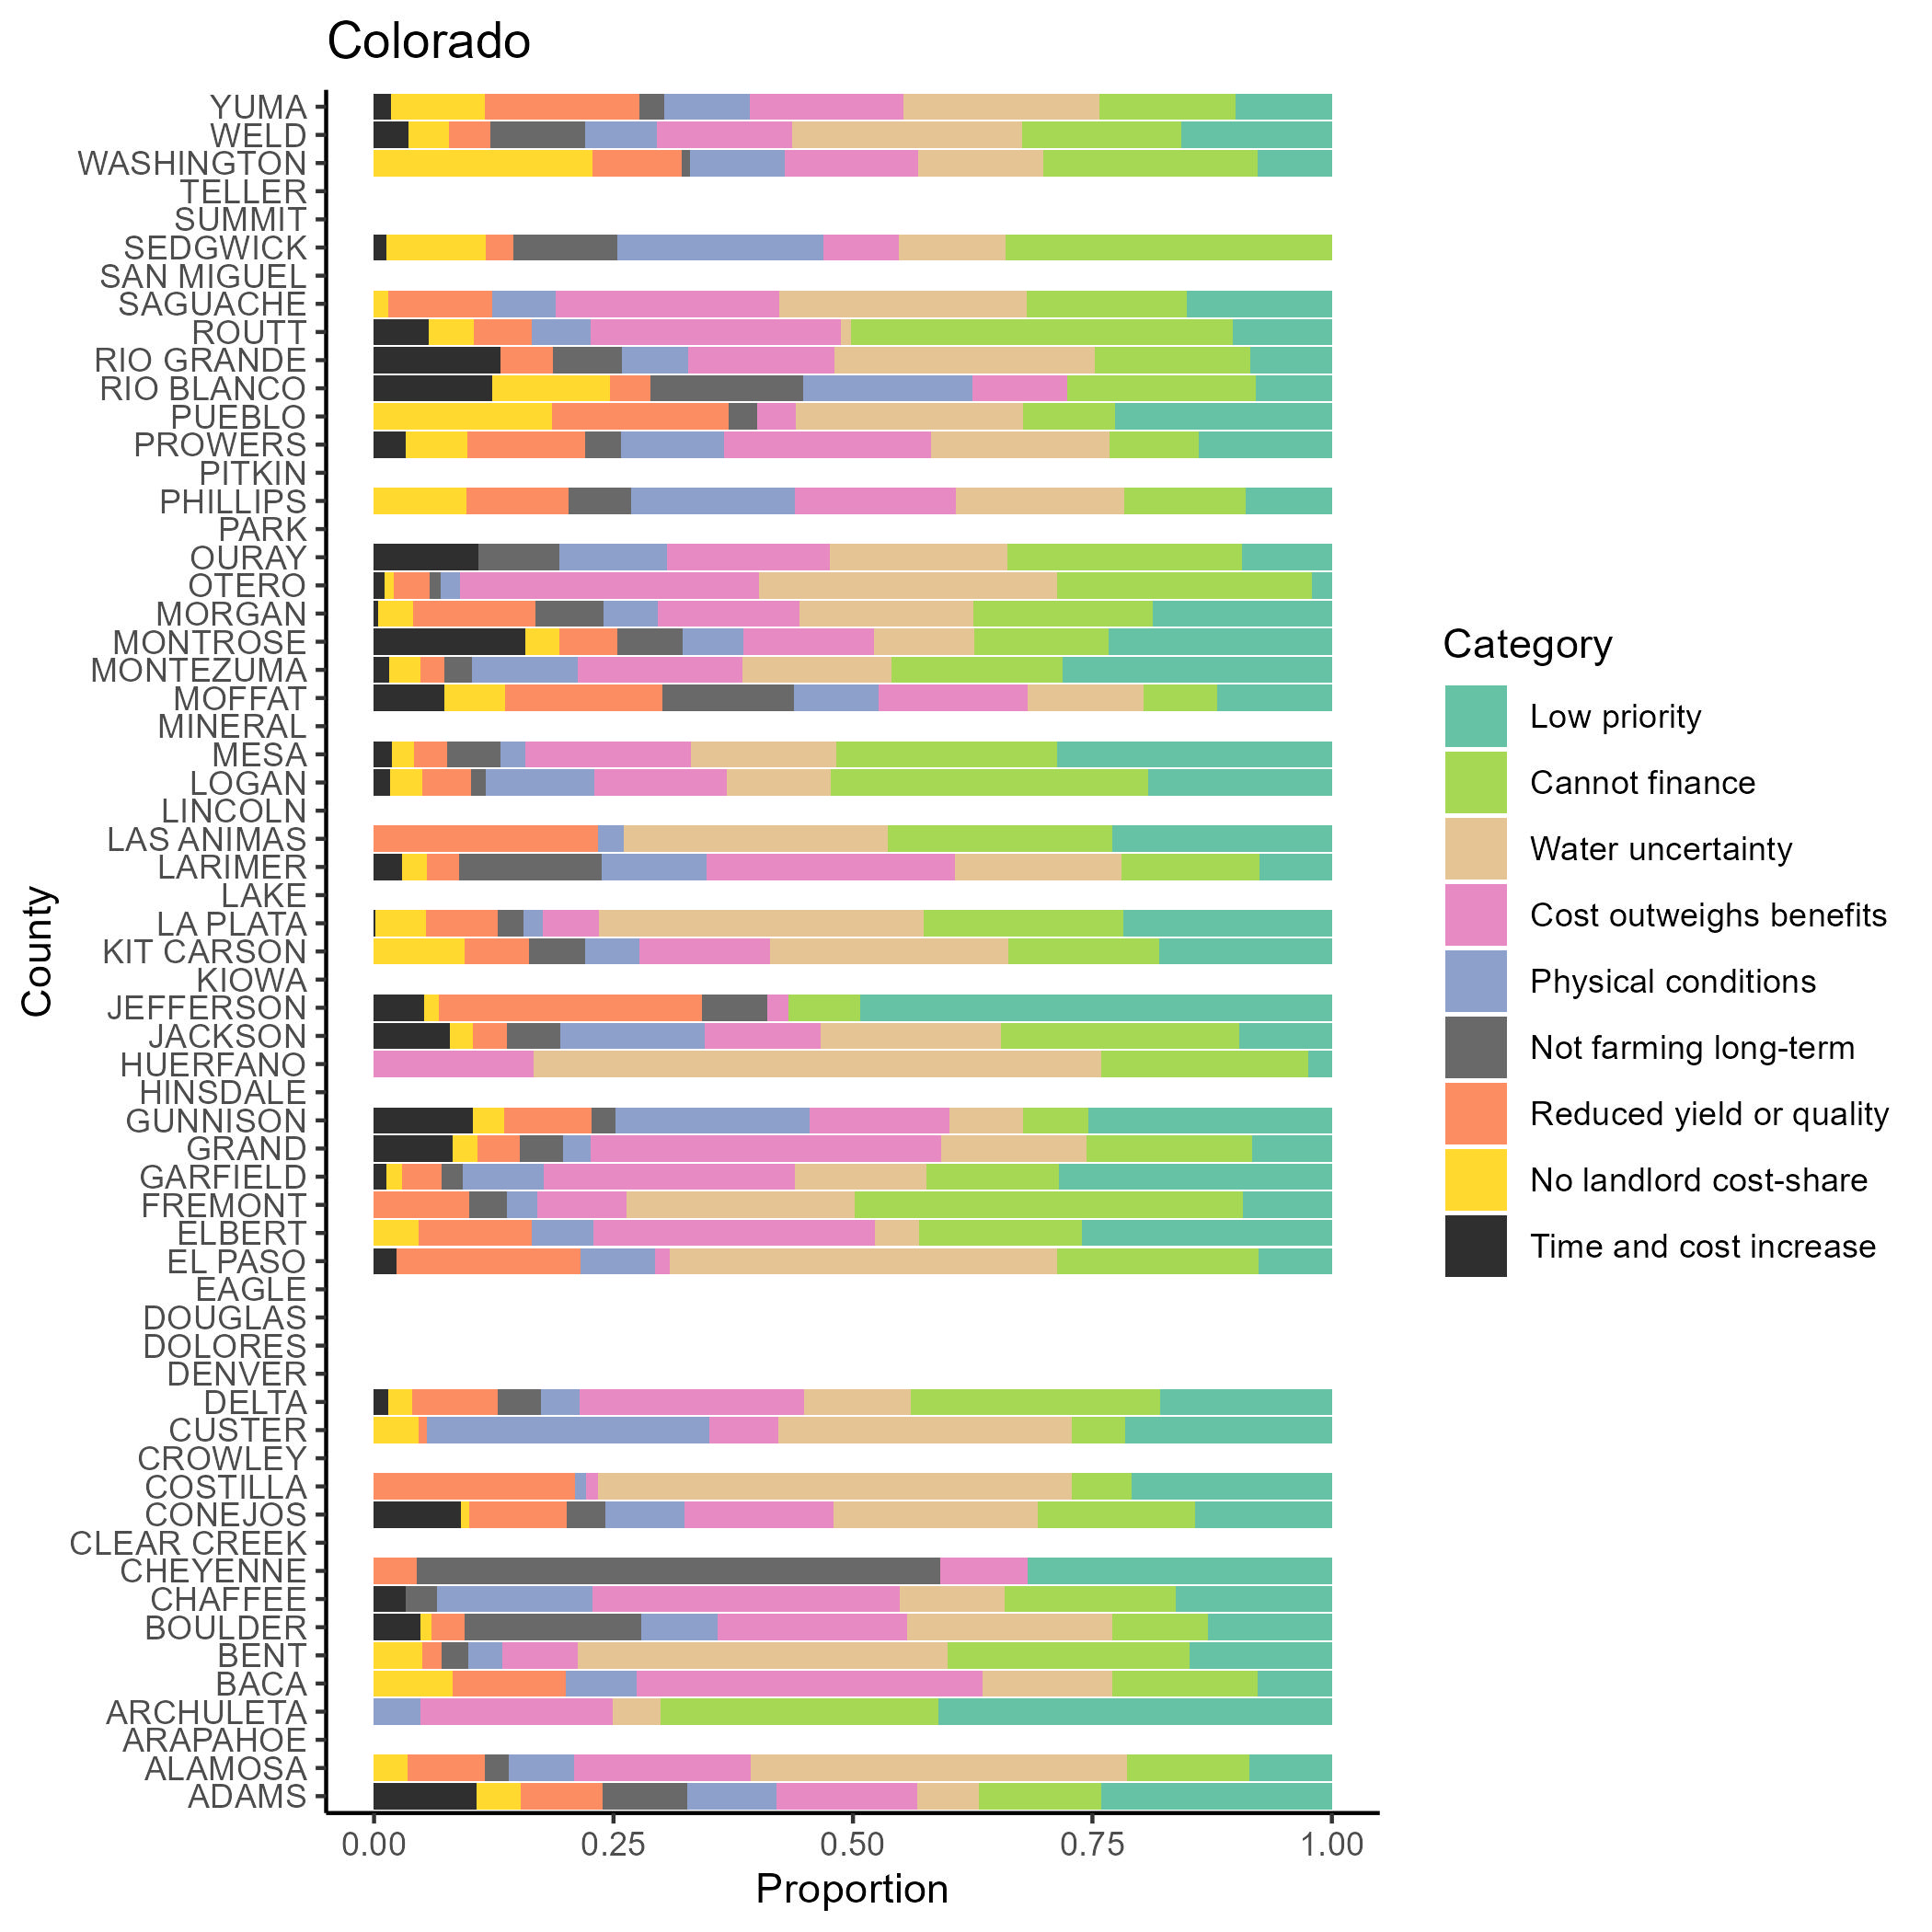 Colorado
YUMA
WELD
WASHINGTON
TELLER
SUMMIT
SEDGWICK
SAN MIGUEL
SAGUACHE
ROUTT
RIO GRANDE
RIO BLANCO
PUEBLO
PROWERS
PITKIN
PHILLIPS
PARK
OURAY
OTERO
MORGAN
MONTROSE
MONTEZUMA
MOFFAT
MINERAL
MESA
LOGAN
LINCOLN
LAS ANIMAS
LARIMER
LAKE
LA PLATA
KIT CARSON
KIOWA
JEFFERSON
JACKSON
HUERFANO
HINSDALE
GUNNISON
GRAND
GARFIELD
FREMONT
ELBERT
EL PASO
EAGLE
DOUGLAS
DOLORES
DENVER
DELTA
CUSTER
CROWLEY
COSTILLA
CONEJOS
CLEAR CREEK
CHEYENNE
CHAFFEE
BOULDER
BENT
BACA
ARCHULETA
ARAPAHOE
ALAMOSA
ADAMS
County
0.00 0.25 0.50 0.75 1.00
Proportion
Category
Low priority
Cannot finance
Water uncertainty
Cost outweighs benefits
Physical conditions
Not farming long-term
Reduced yield or quality
No landlord cost-share
Time and cost increase